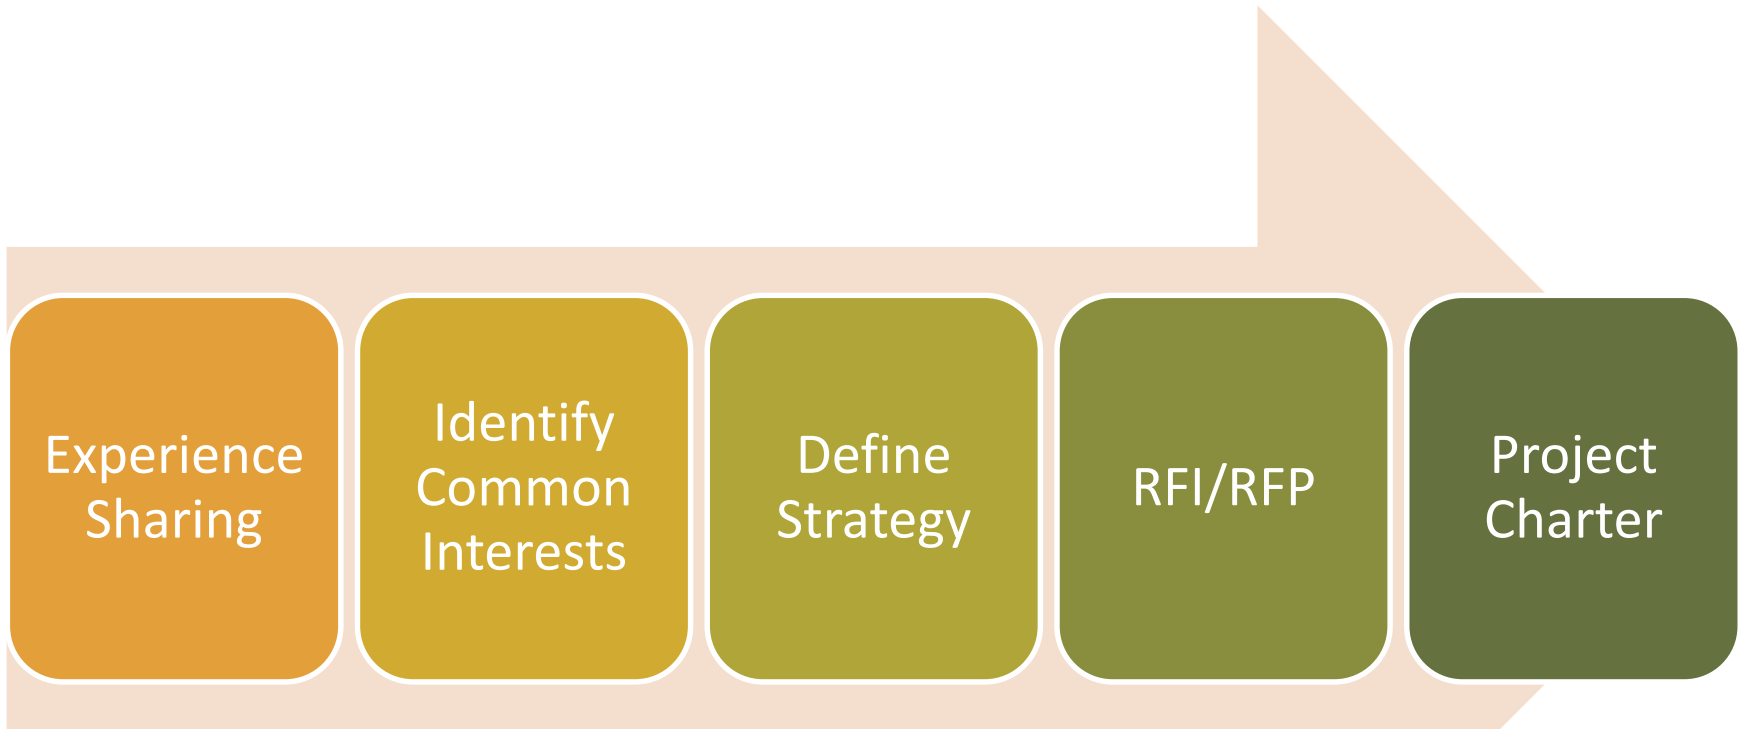 Experience
Sharing
Identify
Common
Interests
Define
Strategy
RFI/RFP
Project
Charter